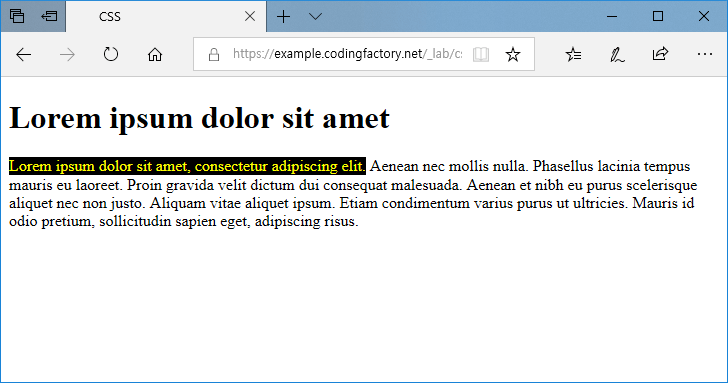 CSS
https://example.codingfactory.net/_lab/cs
Lorem ipsum dolor sit amet
Lorem ipsum dolor sit amet, consectetur adipiscing elit. Aenean nec mollis nulla. Phasellus lacinia tempus
mauris eu laoreet. Proin gravida velit dictum dui consequat malesuada. Aenean et nibh eu purus scelerisque
aliquet nec non justo. Aliquam vitae aliquet ipsum. Etiam condimentum varius purus ut ultricies. Mauris id
odio pretium, sollicitudin sapien eget, adipiscing risus.